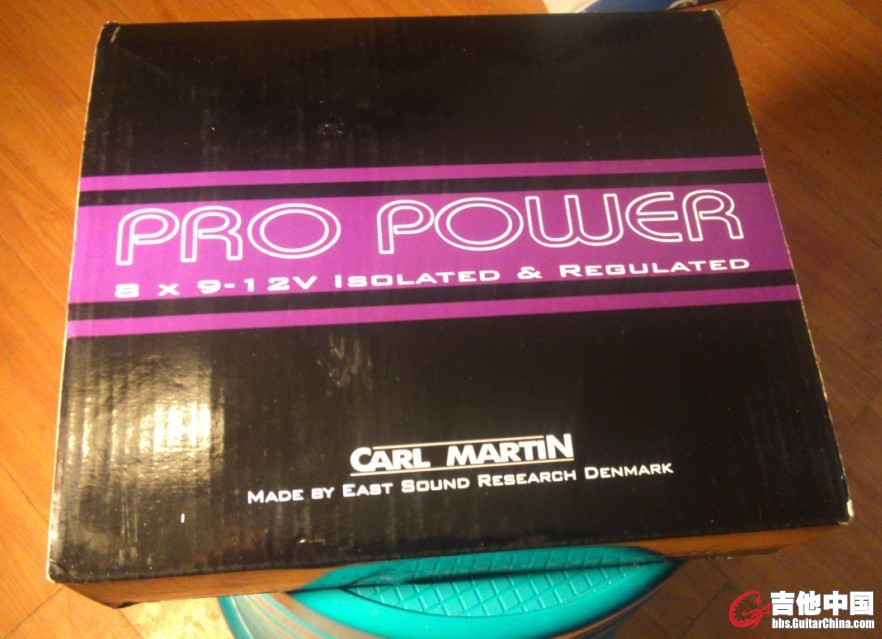 PRO POWER
8 x 9-12V ISOLATED & REGULATED
CARL MARTIN
MADE BY EAST SOUND RESEARCH DENMARK
吉他中国
bbs.GuitarChina.com